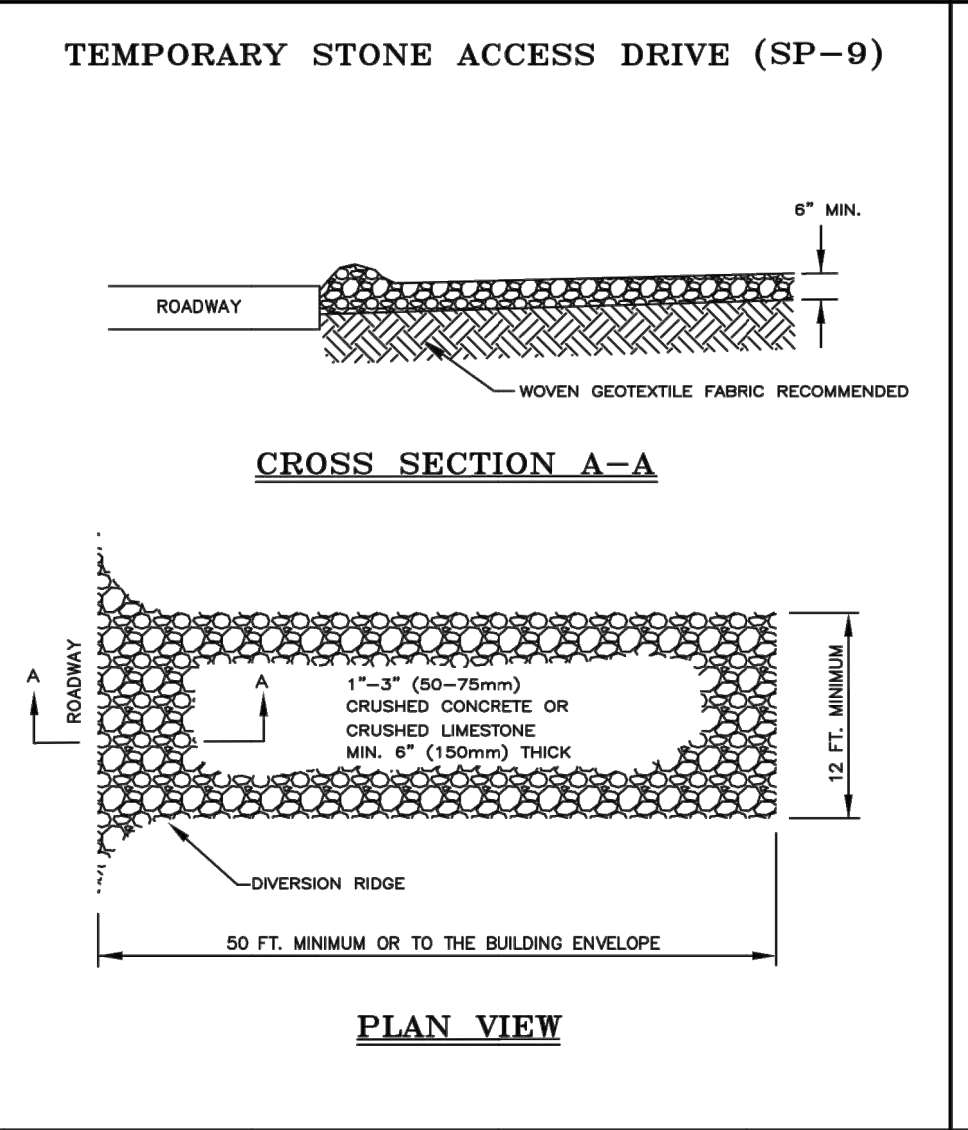 TEMPORARY STONE ACCESS DRIVE (SP-9)
6" MIN.
ROADWAY
WOVEN GEOTEXTILE FABRIC RECOMMENDED
CROSS SECTION A-A
ROADWAY
A
A
1"-3" (50-75mm)
CRUSHED CONCRETE OR
CRUSHED LIMESTONE
MIN. 6" (150mm) THICK
12 FT. MINIMUM
DIVERSION RIDGE
50 FT. MINIMUM OR TO THE BUILDING ENVELOPE
PLAN VIEW